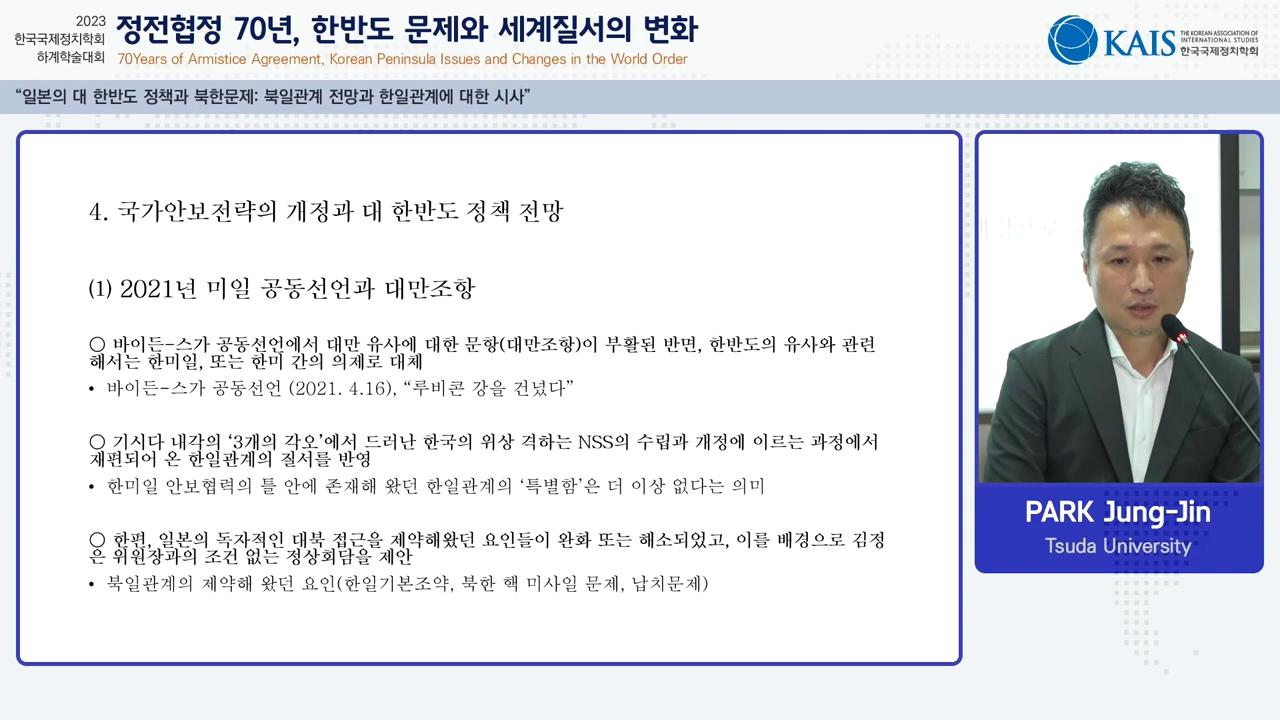 2023
한국국제정치학회
하계학술대회
정전협정 70년, 한반도 문제와 세계질서의 변화
70Years of Armistice Agreement, Korean Peninsula Issues and Changes in the World Order
KAIS
THE KOREAN ASSOCIATION OF
INTERNATIONAL STUDIES
한국국제정치학회
“일본의 대 한반도 정책과 북한문제: 북일관계 전망과 한일관계에 대한 시사”
4. 국가안보전략의 개정과 대 한반도 정책 전망
(1) 2021년 미일 공동선언과 대만조항
○ 바이든-스가 공동선언에서 대만 유사에 대한 문항(대만조항)이 부활된 반면, 한반도의 유사와 관련
해서는 한미일, 또는 한미 간의 의제로 대체
• 바이든-스가 공동선언 (2021. 4.16), “루비콘 강을 건넜다”
○ 기시다 내각의 ‘3개의 각오’에서 드러난 한국의 위상 격하는 NSS의 수립과 개정에 이르는 과정에서
재편되어 온 한일관계의 질서를 반영
• 한미일 안보협력의 틀 안에 존재해 왔던 한일관계의 ‘특별함’은 더 이상 없다는 의미
○ 한편, 일본의 독자적인 대북 접근을 제약해왔던 요인들이 완화 또는 해소되었고, 이를 배경으로 김정
은 위원장과의 조건 없는 정상회담을 제안
• 북일관계의 제약해 왔던 요인(한일기본조약, 북한 핵 미사일 문제, 납치문제)
PARK Jung-Jin
Tsuda University